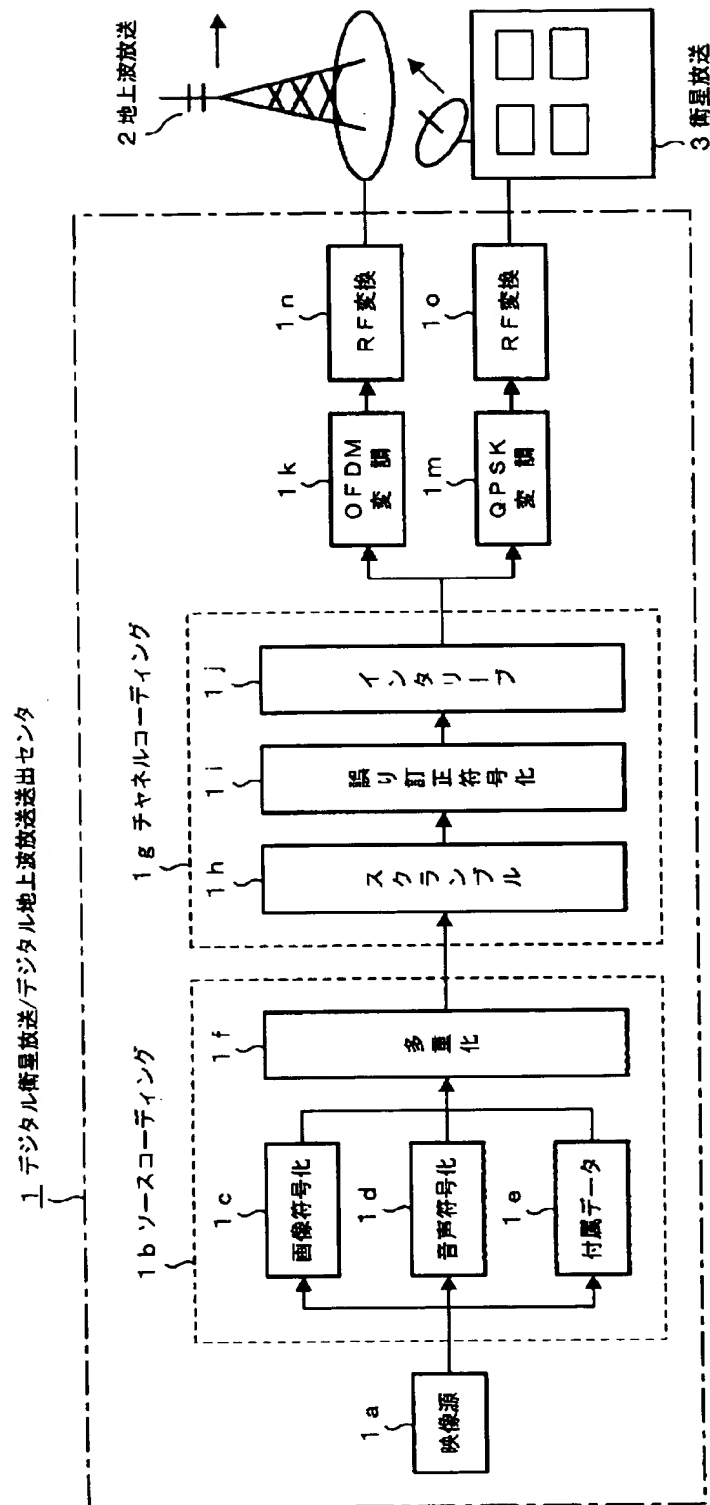 1 デジタル衛星放送/デジタル地上波放送送出センタ
1a
映像源
1b ソースコーディング
1c
画像符号化
1d
音声符号化
1e
付属データ
1f
多重化
1g チャネルコーディング
1h
スクランブル
1i
誤り訂正符号化
1j
インタリーブ
1k
OFDM
変調
1m
QPSK
変調
1n
RF変換
1o
RF変換
2 地上波放送
3 衛星放送